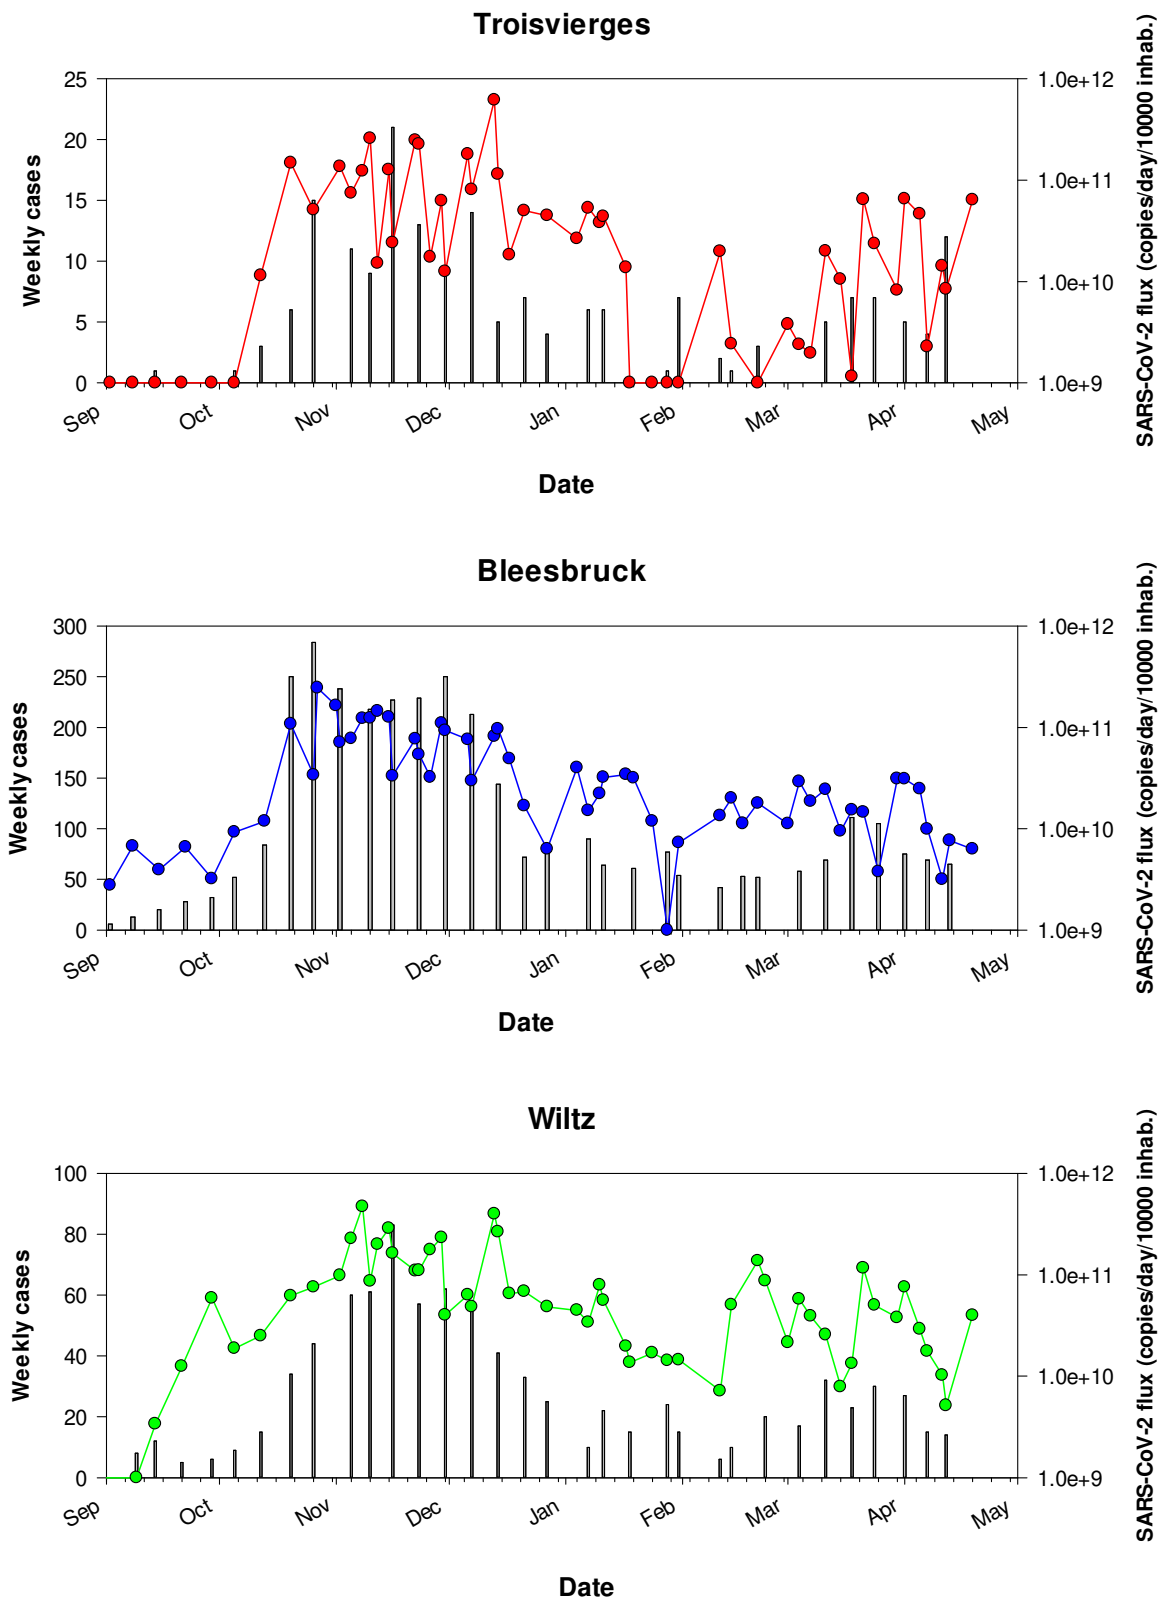 Troisvierges
25
20
15
10
5
0
Weekly cases
1.0e+12
1.0e+11
1.0e+10
1.0e+9
SARS-CoV-2 flux (copies/day/10000 inhab.)
Sep Oct Nov Dec Jan Feb Mar Apr May
Date
Bleesbruck
300
250
200
150
100
50
0
Weekly cases
1.0e+12
1.0e+11
1.0e+10
1.0e+9
SARS-CoV-2 flux (copies/day/10000 inhab.)
Sep Oct Nov Dec Jan Feb Mar Apr May
Date
Wiltz
100
80
60
40
20
0
Weekly cases
1.0e+12
1.0e+11
1.0e+10
1.0e+9
SARS-CoV-2 flux (copies/day/10000 inhab.)
Sep Oct Nov Dec Jan Feb Mar Apr May
Date